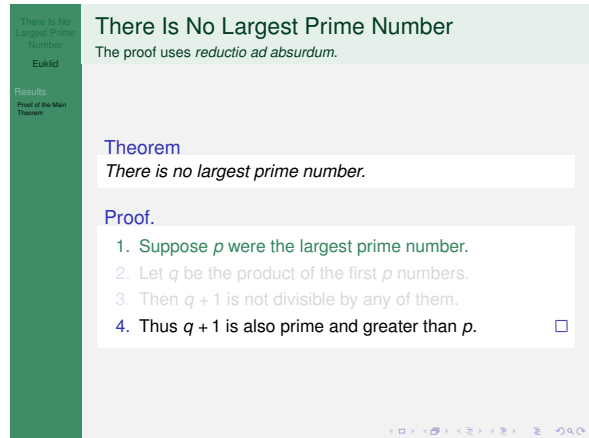 There Is No
Largest Prime
Number
Euklid
Results
Proof of the Main
Theorem
There Is No Largest Prime Number
The proof uses reductio ad absurdum.
Theorem
There is no largest prime number.
Proof.
1. Suppose p were the largest prime number.
2. Let q be the product of the first p numbers.
3. Then q + 1 is not divisible by any of them.
4. Thus q + 1 is also prime and greater than p. □